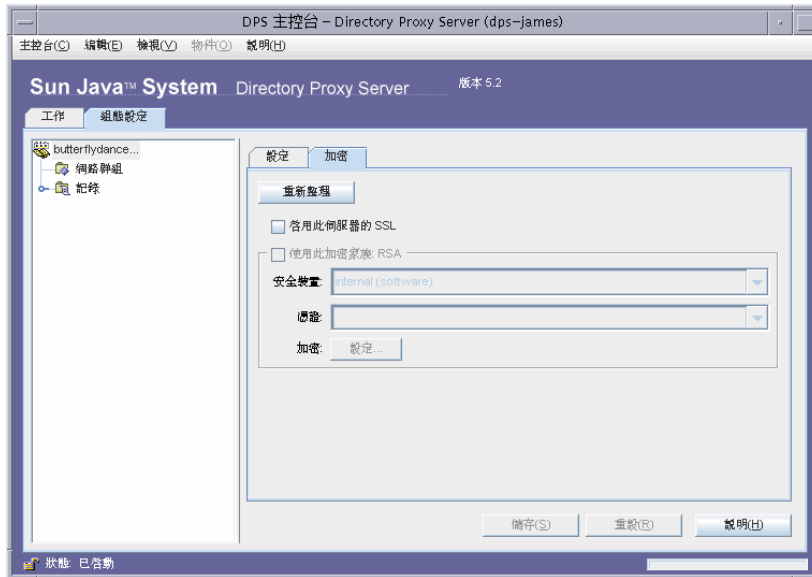 DPS 主控台 – Directory Proxy Server (dps-james)
主控台(C) 編輯(E) 檢視(V) 物件(O) 說明(H)
Sun Java™ System Directory Proxy Server 版本 5.2
工作 組態設定
butterflydance...
網路群組
記錄
設定 加密
重新整理
啓用此伺服器的 SSL
使用此加密家族: RSA
安全裝置: internal (software)
憑證:
加密: 設定...
儲存(S) 重設(R) 說明(H)
狀態: 已啓動